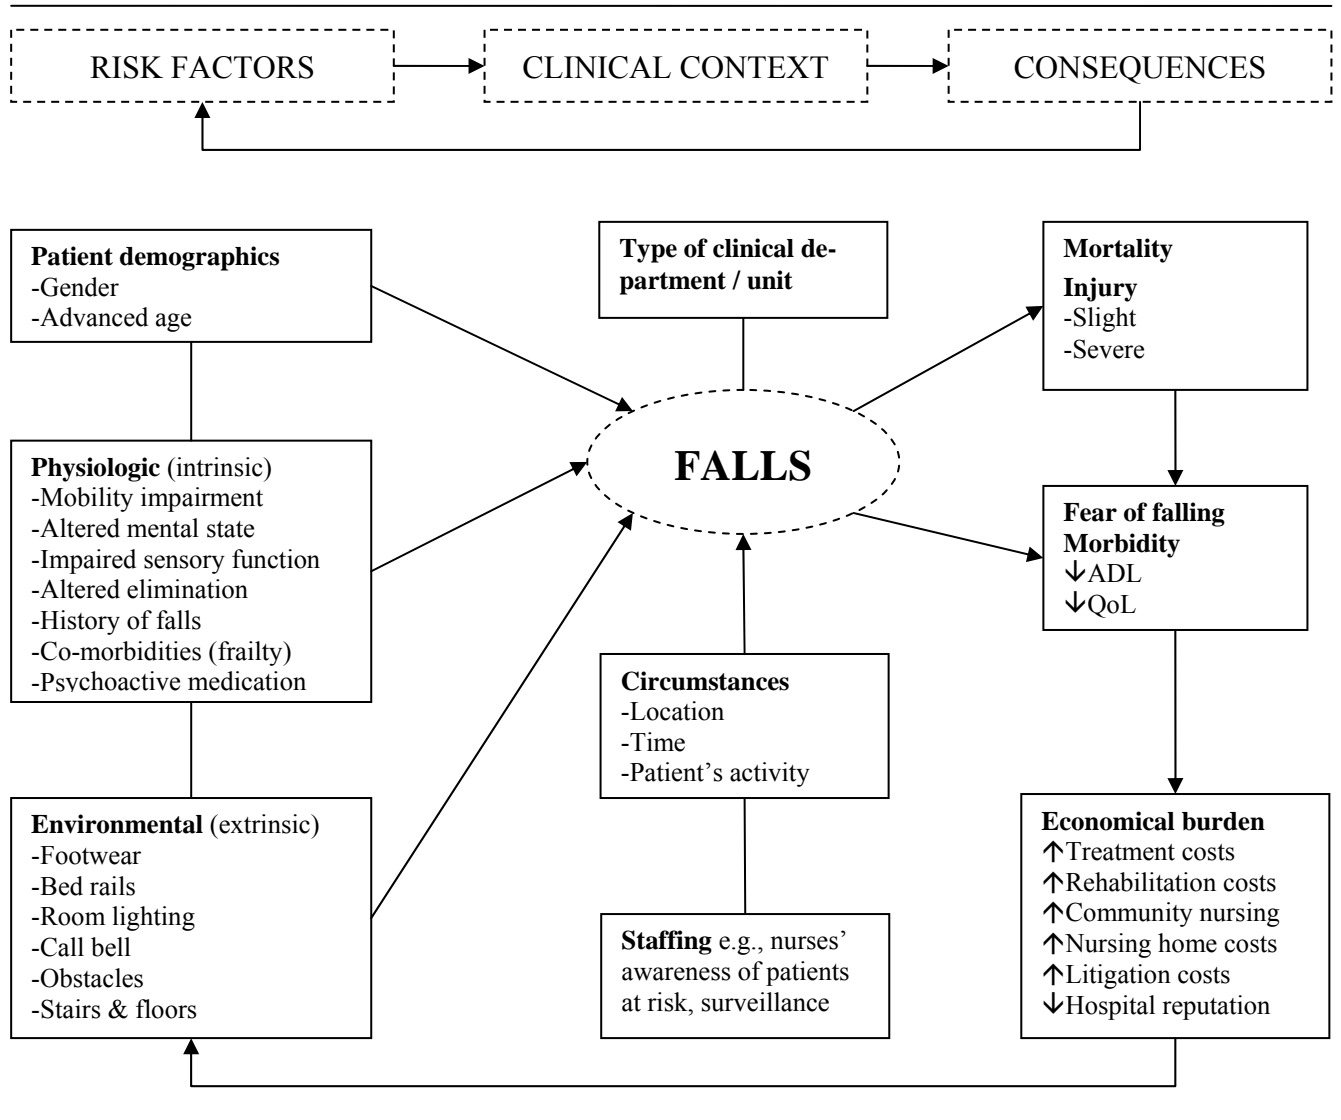 RISK FACTORS
CLINICAL CONTEXT
CONSEQUENCES
Patient demographics
-Gender
-Advanced age
Physiologic (intrinsic)
-Mobility impairment
-Altered mental state
-Impaired sensory function
-Altered elimination
-History of falls
-Co-morbidities (frailty)
-Psychoactive medication
Environmental (extrinsic)
-Footwear
-Bed rails
-Room lighting
-Call bell
-Obstacles
-Stairs & floors
Type of clinical de-
partment / unit
FALLS
Circumstances
-Location
-Time
-Patient’s activity
Staffing e.g., nurses’
awareness of patients
at risk, surveillance
Mortality
Injury
-Slight
-Severe
Fear of falling
Morbidity
↓ADL
↓QoL
Economical burden
↑Treatment costs
↑Rehabilitation costs
↑Community nursing
↑Nursing home costs
↑Litigation costs
↓Hospital reputation